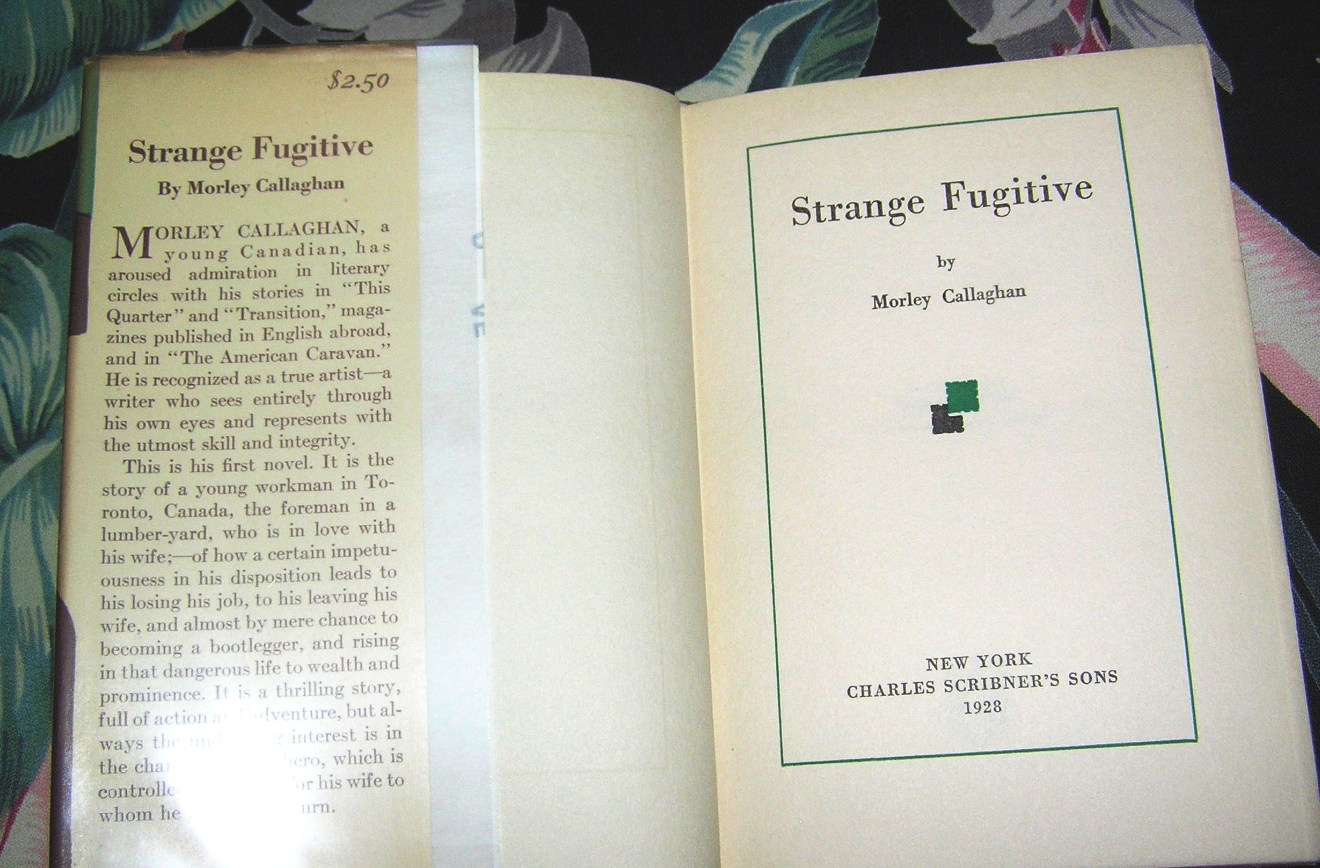 $2.50
Strange Fugitive
By Morley Callaghan
MORLEY CALLAGHAN, a
young Canadian, has
aroused admiration in literary
circles with his stories in “This
Quarter” and “Transition,” maga-
zines published in English abroad,
and in “The American Caravan.”
He is recognized as a true artist—a
writer who sees entirely through
his own eyes and represents with
the utmost skill and integrity.
This is his first novel. It is the
story of a young workman in To-
ronto, Canada, the foreman in a
lumber-yard, who is in love with
his wife;—of how a certain impetu-
ousness in his disposition leads to
his losing his job, to his leaving his
wife, and almost by mere chance to
becoming a bootlegger, and rising
in that dangerous life to wealth and
prominence. It is a thrilling story,
full of action and adventure, but al-
ways the interest is in
the hero, which is
for his wife to
whom he
Strange Fugitive
by
Morley Callaghan
NEW YORK
CHARLES SCRIBNER'S SONS
1928